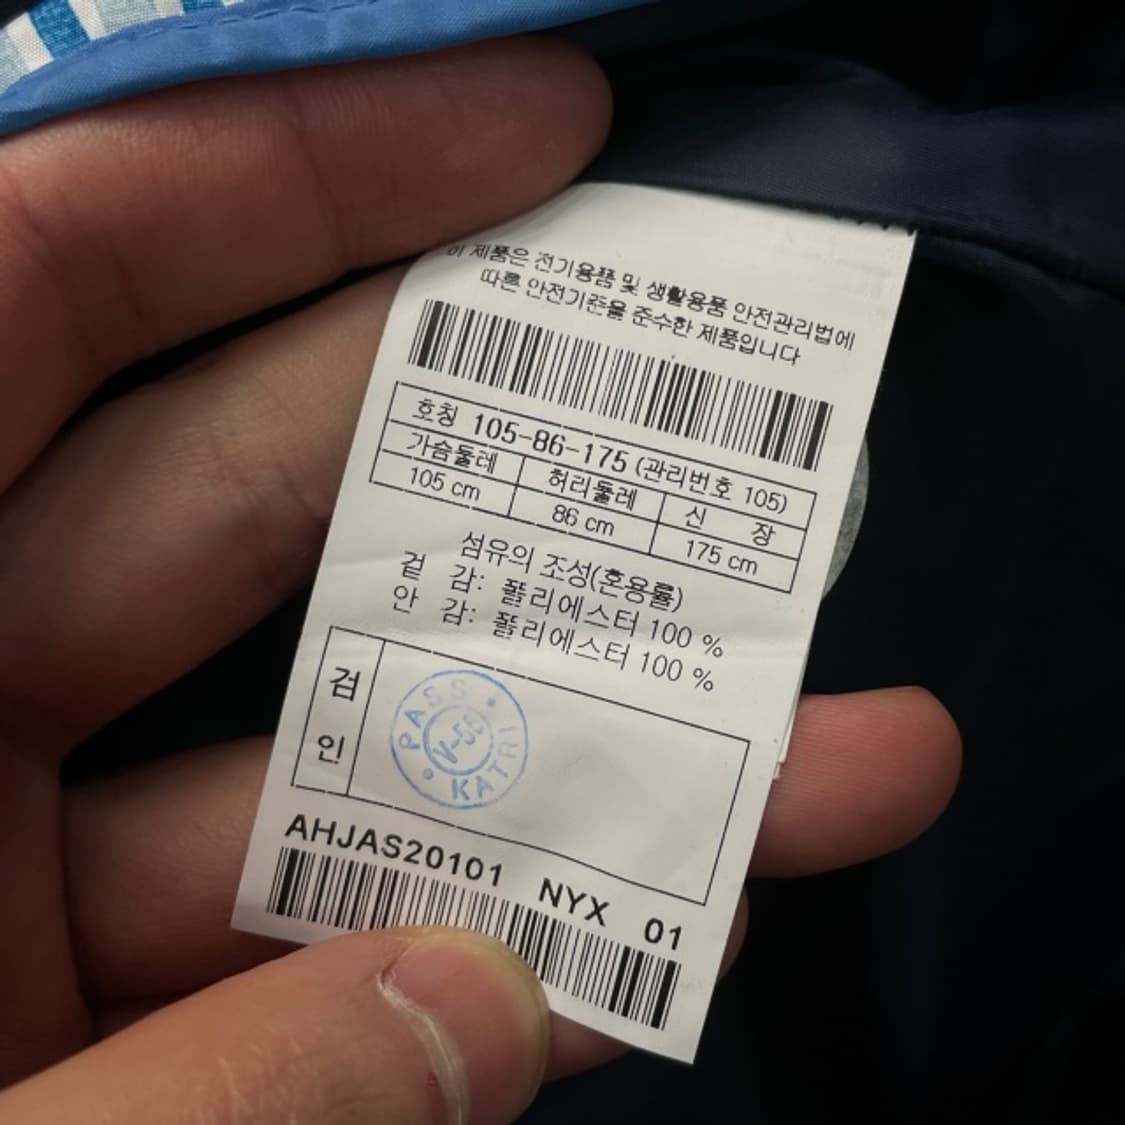 이 제품은 전기용품 및 생활용품 안전관리법에
따른 안전기준을 준수한 제품입니다
호칭 105-86-175 (관리번호 105)
가슴둘레 허리둘레 신 장
105 cm 86 cm 175 cm
섬유의 조성(혼용률)
겉 감: 폴리에스터 100 %
안 감: 폴리에스터 100 %
검인
PASS · KATRI ·
V-59
AHJAS20101 NYX 01